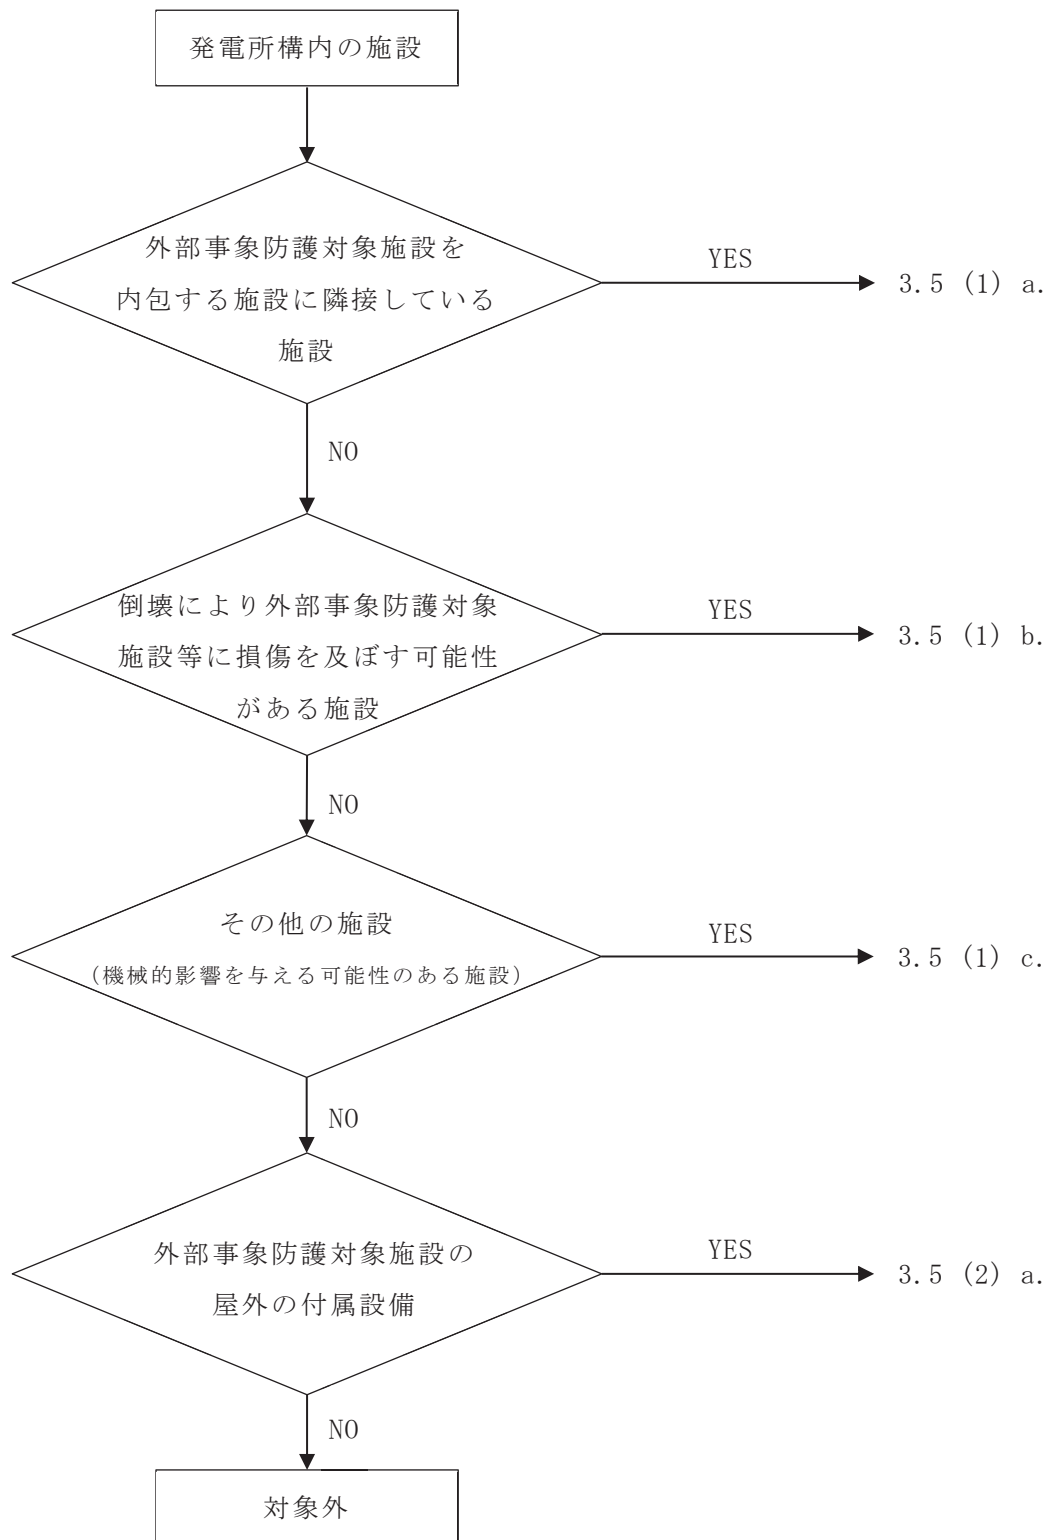 発電所構内の施設
外部事象防護対象施設を
内包する施設に隣接している
施設
YES
3.5 (1) a.
NO
倒壊により外部事象防護対象
施設等に損傷を及ぼす可能性
がある施設
YES
3.5 (1) b.
NO
その他の施設
(機械的影響を与える可能性のある施設)
YES
3.5 (1) c.
NO
外部事象防護対象施設の
屋外の付属設備
YES
3.5 (2) a.
NO
対象外